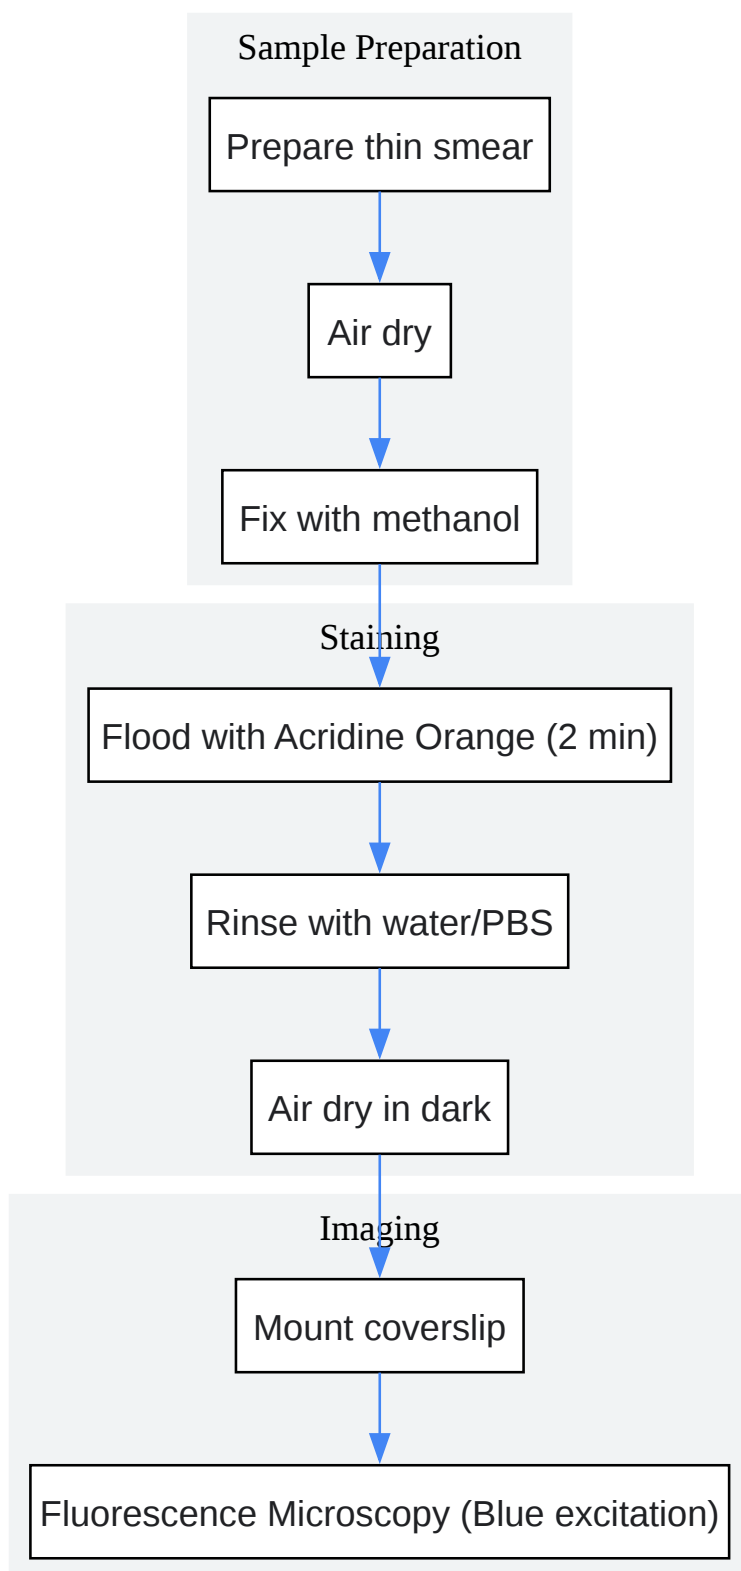 Sample Preparation
Prepare thin smear
Air dry
Fix with methanol
Staining
Flood with Acridine Orange (2 min)
Rinse with water/PBS
Air dry in dark
Imaging
Mount coverslip
Fluorescence Microscopy (Blue excitation)